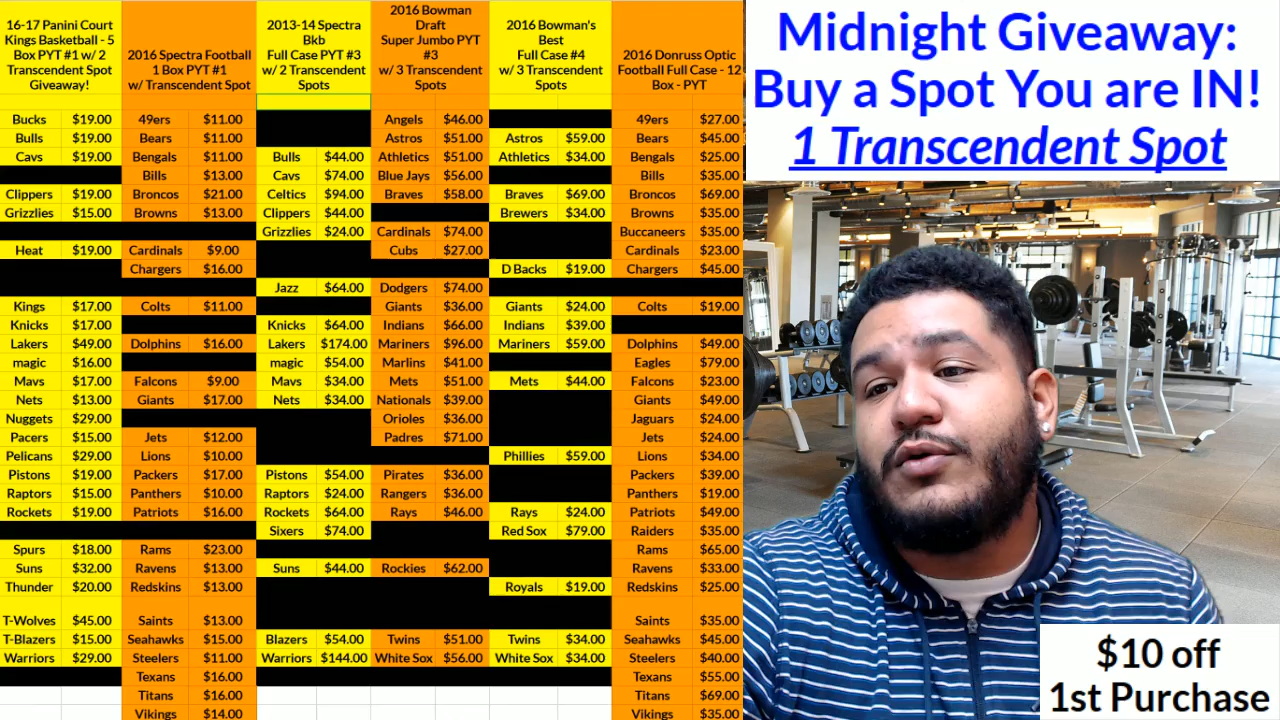 16-17 Panini Court
Kings Basketball - 5
Box PYT #1 w/ 2
Transcendent Spot
Giveaway!
Bucks $19.00
Bulls $19.00
Cavs $19.00
Clippers $19.00
Grizzlies $15.00
Heat $19.00
Kings $17.00
Knicks $17.00
Lakers $49.00
magic $16.00
Mavs $17.00
Nets $13.00
Nuggets $29.00
Pacers $15.00
Pelicans $29.00
Pistons $19.00
Raptors $15.00
Rockets $19.00
Spurs $18.00
Suns $32.00
Thunder $20.00
T-Wolves $45.00
T-Blazers $15.00
Warriors $29.00
2016 Spectra Football
1 Box PYT #1
w/ Transcendent Spot
49ers $11.00
Bears $11.00
Bengals $11.00
Bills $13.00
Broncos $21.00
Browns $13.00
Cardinals $9.00
Chargers $16.00
Colts $11.00
Dolphins $16.00
Falcons $9.00
Giants $17.00
Jets $12.00
Lions $10.00
Packers $17.00
Panthers $10.00
Patriots $16.00
Rams $23.00
Ravens $13.00
Redskins $13.00
Saints $13.00
Seahawks $15.00
Steelers $11.00
Texans $16.00
Titans $16.00
Vikings $14.00
2013-14 Spectra
Bkb
Full Case PYT #3
w/ 2 Transcendent
Spots
Bulls $44.00
Cavs $74.00
Celtics $94.00
Clippers $44.00
Grizzlies $24.00
Jazz $64.00
Knicks $64.00
Lakers $174.00
magic $54.00
Mavs $34.00
Nets $34.00
Pistons $54.00
Raptors $24.00
Rockets $64.00
Sixers $74.00
Suns $44.00
Blazers $54.00
Warriors $144.00
2016 Bowman
Draft
Super Jumbo PYT
#3
w/ 3 Transcendent
Spots
Angels $46.00
Astros $51.00
Athletics $51.00
Blue Jays $56.00
Braves $58.00
Cardinals $74.00
Cubs $27.00
Dodgers $74.00
Giants $36.00
Indians $66.00
Mariners $96.00
Marlins $41.00
Mets $51.00
Nationals $39.00
Orioles $36.00
Padres $71.00
Pirates $36.00
Rangers $36.00
Rays $46.00
Rockies $62.00
Twins $51.00
White Sox $56.00
2016 Bowman's
Best
Full Case #4
w/ 3 Transcendent
Spots
Astros $59.00
Athletics $34.00
Braves $69.00
Brewers $34.00
D Backs $19.00
Giants $24.00
Indians $39.00
Mariners $59.00
Mets $44.00
Phillies $59.00
Rays $24.00
Red Sox $79.00
Royals $19.00
Twins $34.00
White Sox $34.00
2016 Donruss Optic
Football Full Case - 12
Box - PYT
49ers $27.00
Bears $45.00
Bengals $25.00
Bills $35.00
Broncos $69.00
Browns $35.00
Buccaneers $35.00
Cardinals $23.00
Chargers $45.00
Colts $19.00
Dolphins $49.00
Eagles $79.00
Falcons $23.00
Giants $49.00
Jaguars $24.00
Jets $24.00
Lions $34.00
Packers $39.00
Panthers $19.00
Patriots $49.00
Raiders $35.00
Rams $65.00
Ravens $33.00
Redskins $25.00
Saints $35.00
Seahawks $45.00
Steelers $40.00
Texans $55.00
Titans $69.00
Vikings $35.00
Midnight Giveaway:
Buy a Spot You are IN!
1 Transcendent Spot
$10 off
1st Purchase